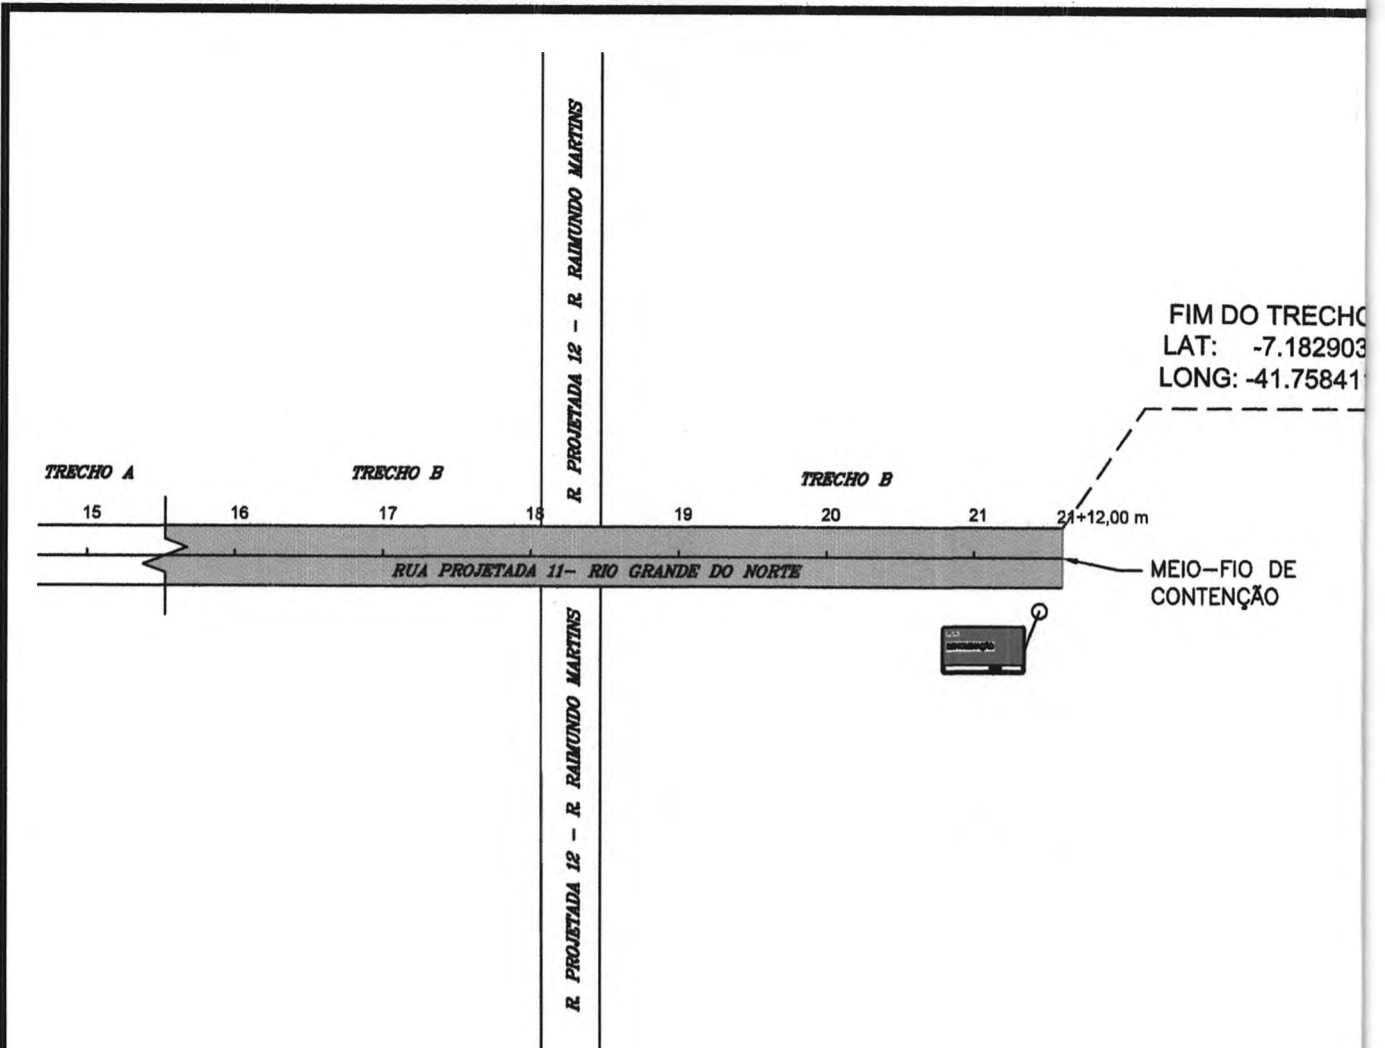 R. PROJETADA 12 - R. RAIMUNDO MARTINS
FIM DO TRECHO
LAT: -7.182903
LONG: -41.75841
TRECHO A
TRECHO B
TRECHO B
15
16
17
18
19
20
21
21+12,00 m
RUA PROJETADA 11- RIO GRANDE DO NORTE
MEIO-FIO DE
CONTENÇÃO
R. PROJETADA 12 - R. RAIMUNDO MARTINS